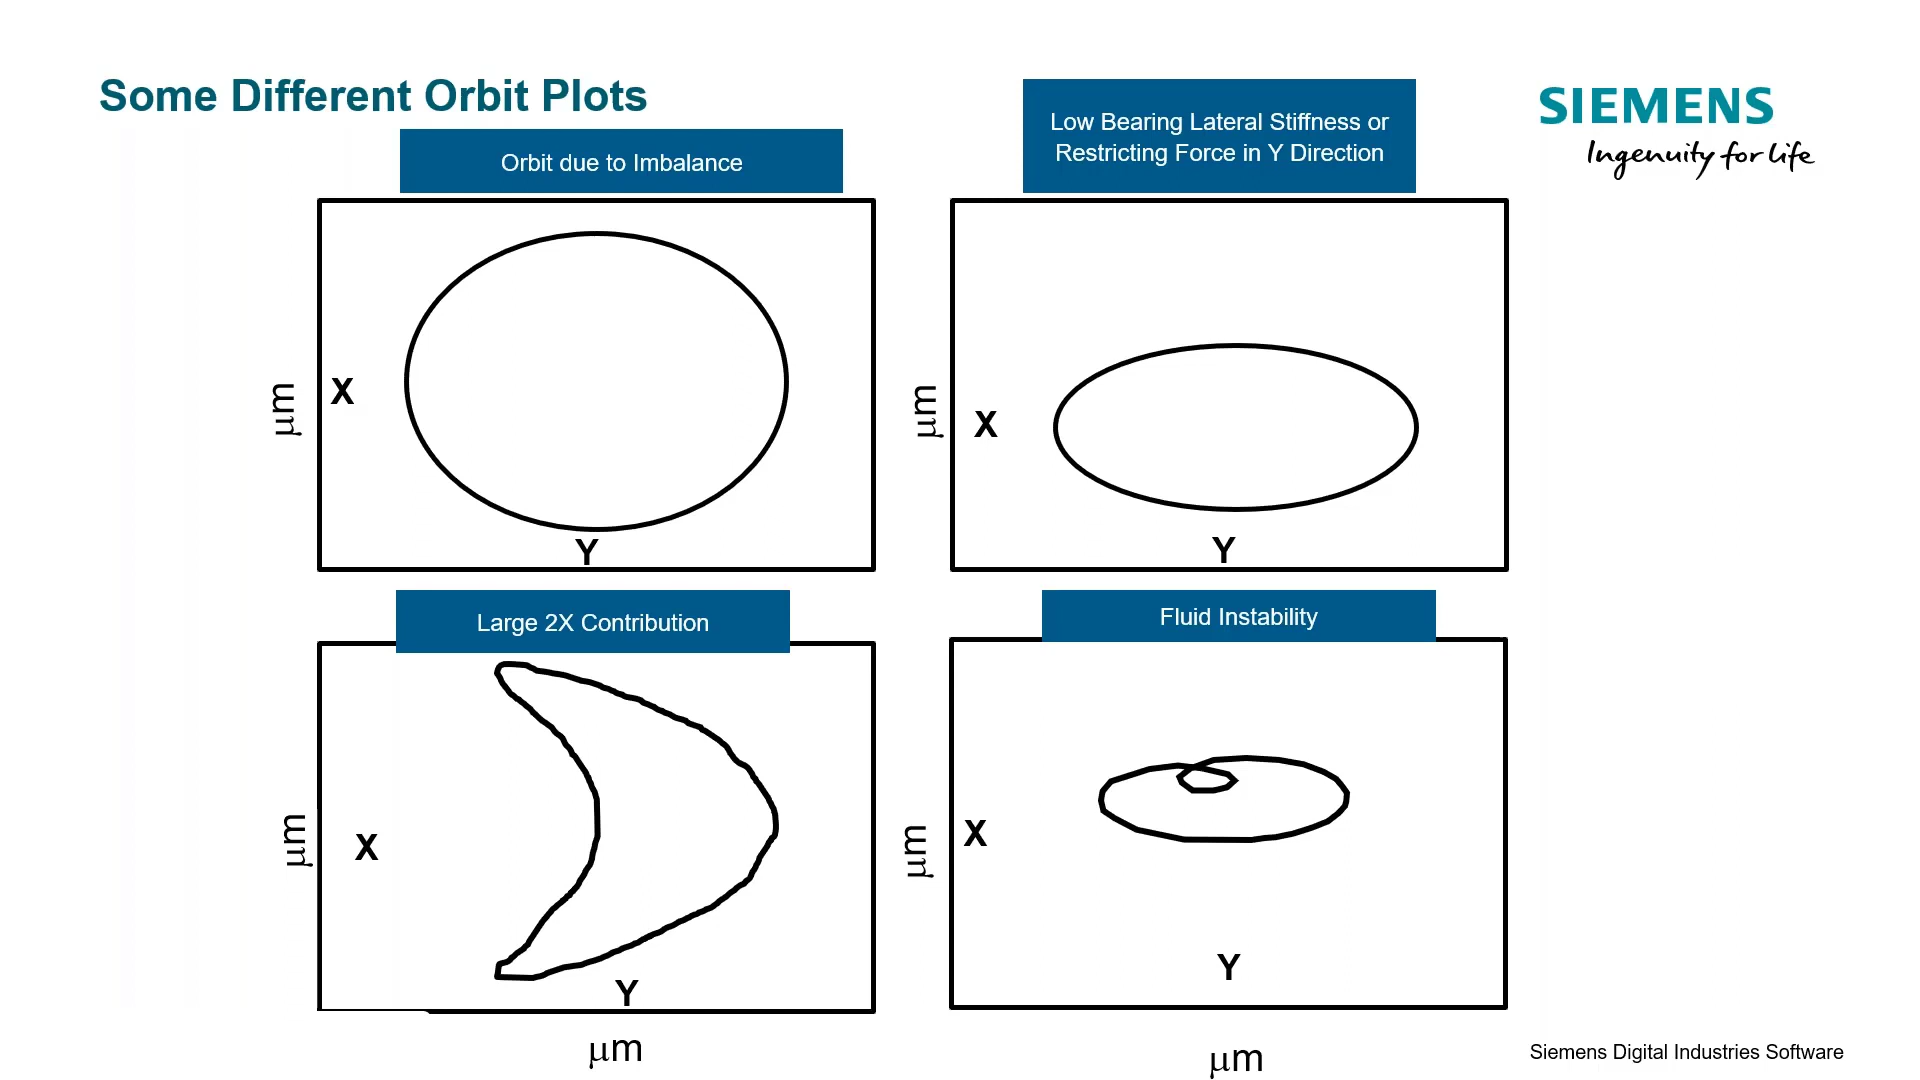 Some Different Orbit Plots
SIEMENS
Ingenuity for life
Orbit due to Imbalance
Low Bearing Lateral Stiffness or
Restricting Force in Y Direction
μm
X
Y
μm
X
Y
Large 2X Contribution
Fluid Instability
μm
X
Y
μm
μm
X
Y
μm
Siemens Digital Industries Software